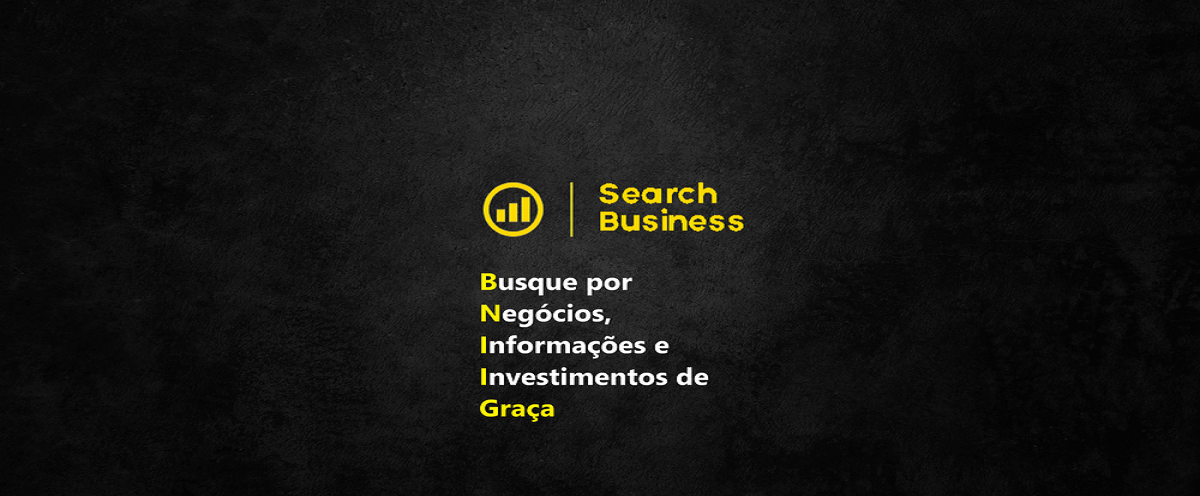 Search
Business
Busque por
Negócios,
Informações e
Investimentos de
Graça